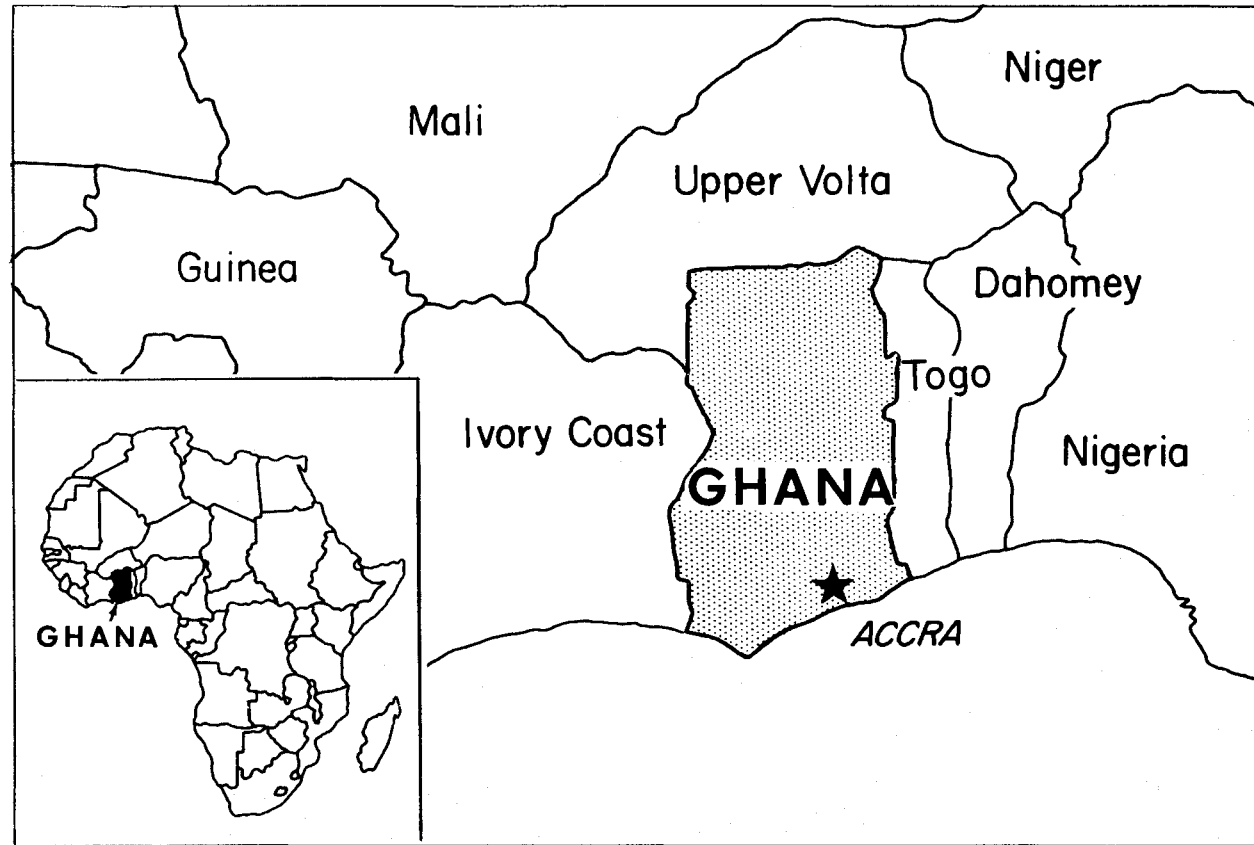 Niger
Mali
Upper Volta
Guinea
Dahomey
Togo
Ivory Coast
Nigeria
GHANA
ACCRA
GHANA